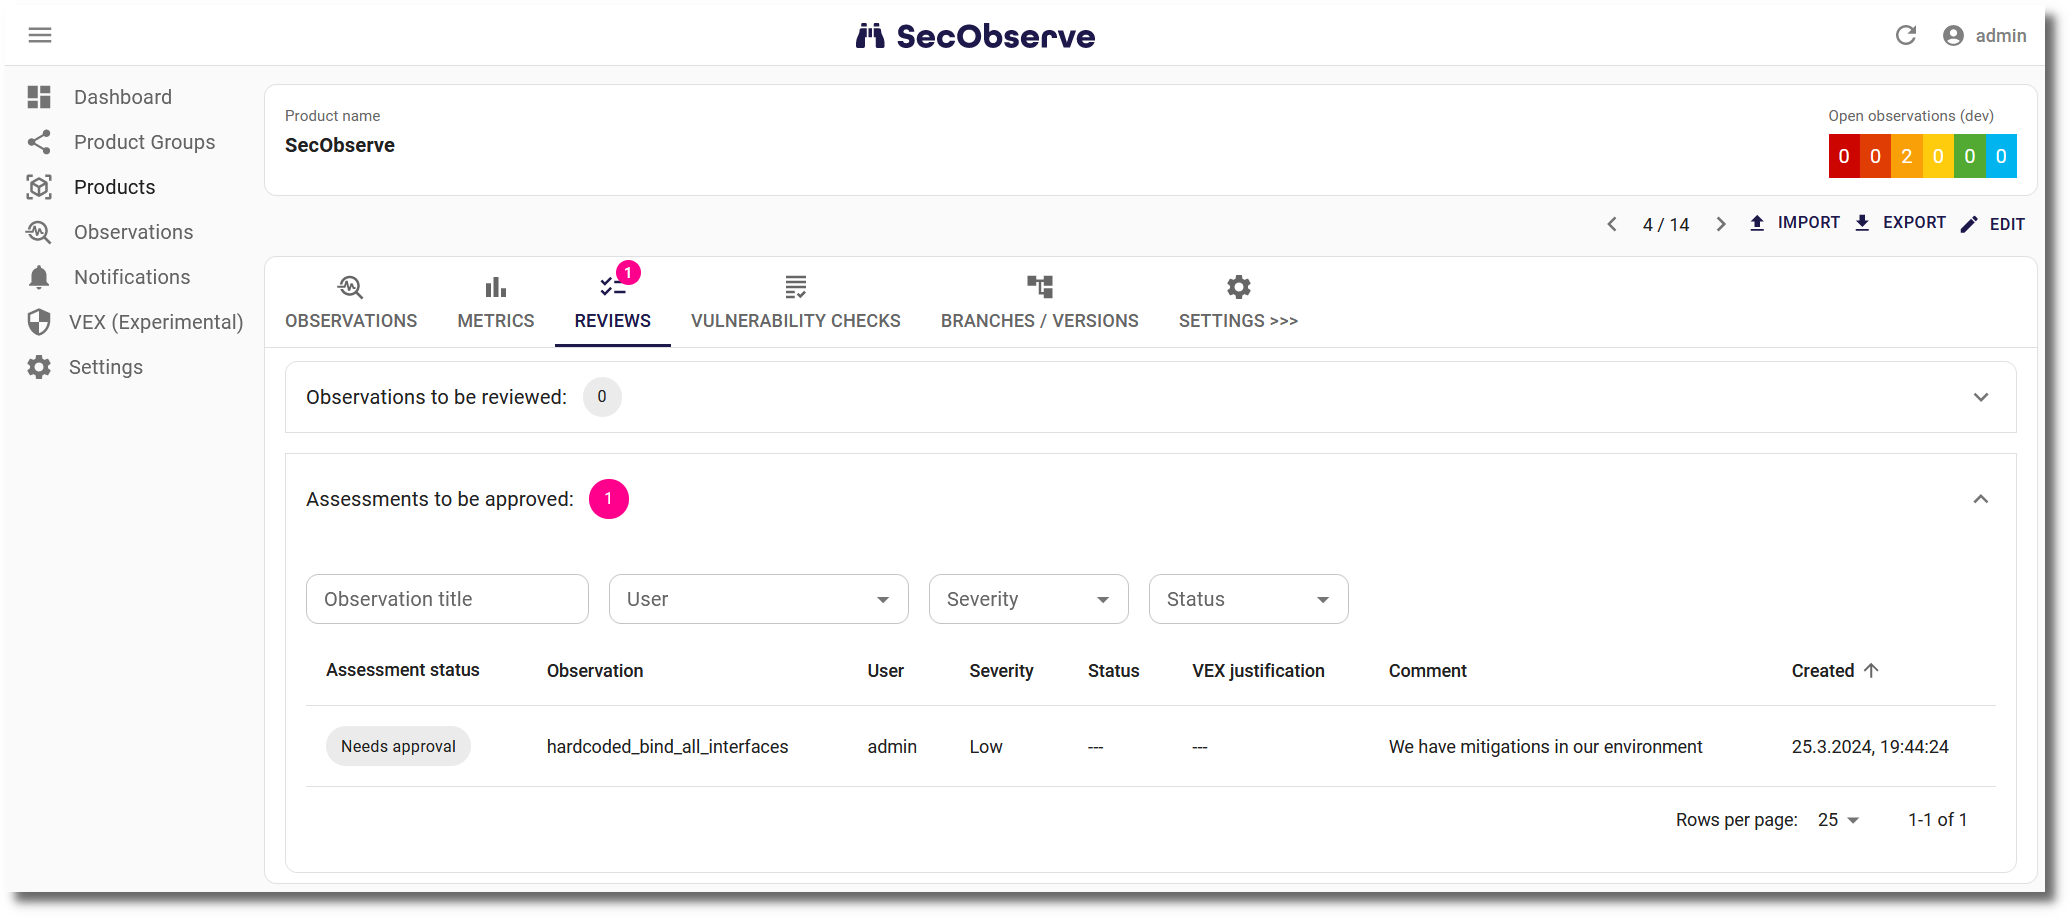 SecObserve
admin
Dashboard
Product Groups
Products
Observations
Notifications
VEX (Experimental)
Settings
Product name
SecObserve
Open observations (dev)
0 0 2 0 0 0
4 / 14
IMPORT
EXPORT
EDIT
OBSERVATIONS
METRICS
1
REVIEWS
VULNERABILITY CHECKS
BRANCHES / VERSIONS
SETTINGS >>>
Observations to be reviewed: 0
Assessments to be approved: 1
Observation title
User
Severity
Status
Assessment status Observation User Severity Status VEX justification Comment Created
Needs approval hardcoded_bind_all_interfaces admin Low --- --- We have mitigations in our environment 25.3.2024, 19:44:24
Rows per page: 25 1-1 of 1